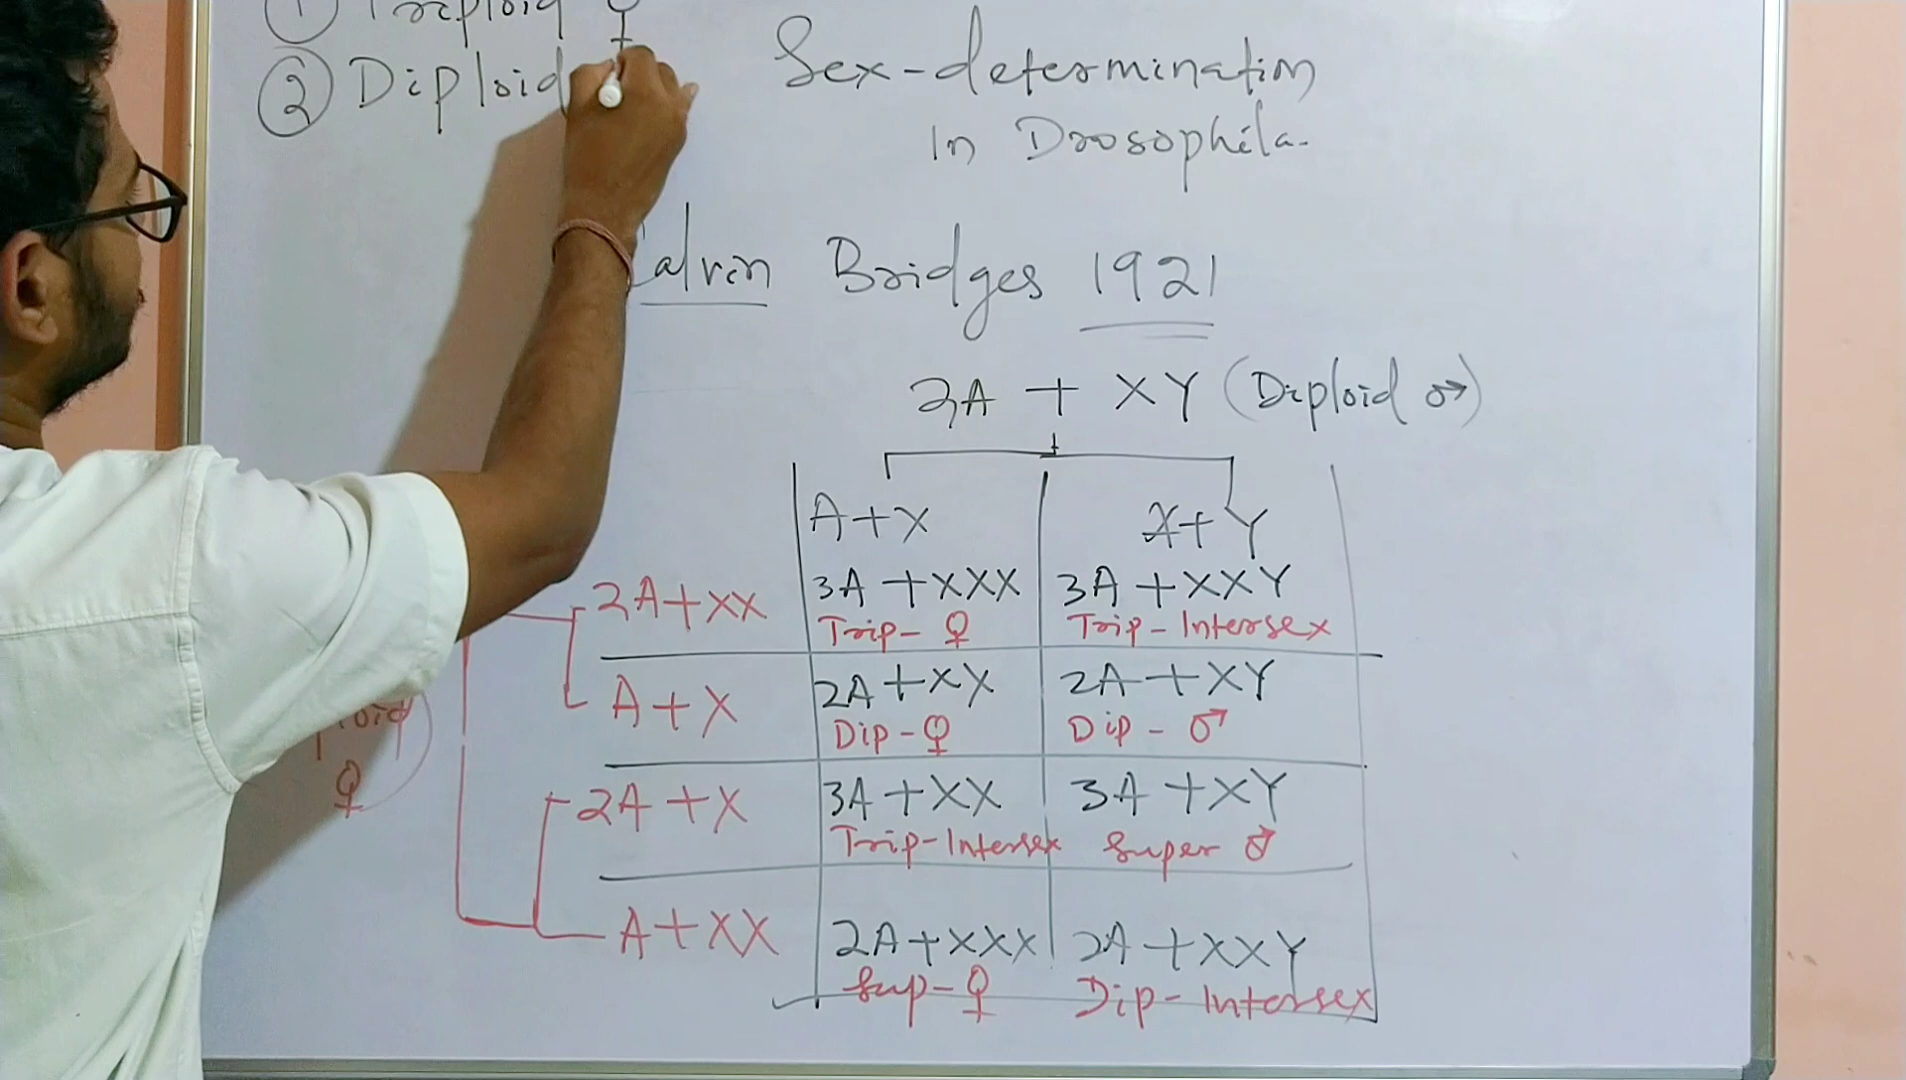 ① Triploid ♀
② Diploid
Sex-determination
In Drosophila.
Calvin Bridges 1921
2A + XY (Diploid ♂)
A+X
X+Y
2A+XX
3A+XXX
3A+XXY
Trip-♀
Trip-Intersex
A+X
2A+XX
2A+XY
Dip-♀
Dip-♂
♀
2A+X
3A+XX
3A+XY
Trip-Intersex
Super ♂
A+XX
2A+XXX
2A+XXY
Sup-♀
Dip-Intersex